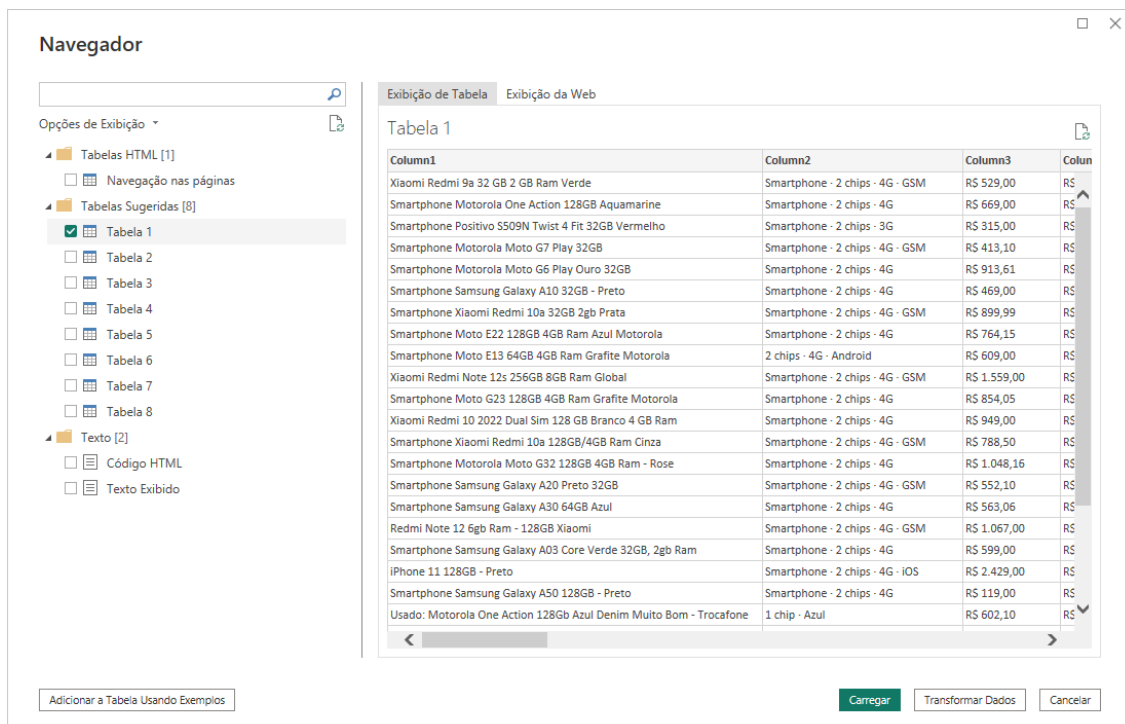 Navegador
Opções de Exibição
Tabelas HTML [1]
Navegação nas páginas
Tabelas Sugeridas [8]
Tabela 1
Tabela 2
Tabela 3
Tabela 4
Tabela 5
Tabela 6
Tabela 7
Tabela 8
Texto [2]
Código HTML
Texto Exibido
Exibição de Tabela Exibição da Web
Tabela 1
Column1 Column2 Column3 Colum
Xiaomi Redmi 9a 32 GB 2 GB Ram Verde Smartphone · 2 chips · 4G · GSM R$ 529,00 R$
Smartphone Motorola One Action 128GB Aquamarine Smartphone · 2 chips · 4G R$ 669,00 R$
Smartphone Positivo S509N Twist 4 Fit 32GB Vermelho Smartphone · 2 chips · 3G R$ 315,00 R$
Smartphone Motorola Moto G7 Play 32GB Smartphone · 2 chips · 4G · GSM R$ 413,10 R$
Smartphone Motorola Moto G6 Play Ouro 32GB Smartphone · 2 chips · 4G R$ 913,61 R$
Smartphone Samsung Galaxy A10 32GB - Preto Smartphone · 2 chips · 4G R$ 469,00 R$
Smartphone Xiaomi Redmi 10a 32GB 2gb Prata Smartphone · 2 chips · 4G · GSM R$ 899,99 R$
Smartphone Moto E22 128GB 4GB Ram Azul Motorola Smartphone · 2 chips · 4G R$ 764,15 R$
Smartphone Moto E13 64GB 4GB Ram Grafite Motorola 2 chips · 4G · Android R$ 609,00 R$
Xiaomi Redmi Note 12s 256GB 8GB Ram Global Smartphone · 2 chips · 4G · GSM R$ 1.559,00 R$
Smartphone Moto G23 128GB 4GB Ram Grafite Motorola Smartphone · 2 chips · 4G R$ 854,05 R$
Xiaomi Redmi 10 2022 Dual Sim 128 GB Branco 4 GB Ram Smartphone · 2 chips · 4G R$ 949,00 R$
Smartphone Xiaomi Redmi 10a 128GB/4GB Ram Cinza Smartphone · 2 chips · 4G · GSM R$ 788,50 R$
Smartphone Motorola Moto G32 128GB 4GB Ram - Rose Smartphone · 2 chips · 4G R$ 1.048,16 R$
Smartphone Samsung Galaxy A20 Preto 32GB Smartphone · 2 chips · 4G · GSM R$ 552,10 R$
Smartphone Samsung Galaxy A30 64GB Azul Smartphone · 2 chips · 4G R$ 563,06 R$
Redmi Note 12 6gb Ram - 128GB Xiaomi Smartphone · 2 chips · 4G · GSM R$ 1.067,00 R$
Smartphone Samsung Galaxy A03 Core Verde 32GB, 2gb Ram Smartphone · 2 chips · 4G R$ 599,00 R$
iPhone 11 128GB - Preto Smartphone · 2 chips · 4G · iOS R$ 2.429,00 R$
Smartphone Samsung Galaxy A50 128GB - Preto Smartphone · 2 chips · 4G R$ 119,00 R$
Usado: Motorola One Action 128Gb Azul Denim Muito Bom - Trocafone 1 chip · Azul R$ 602,10 R$
Adicionar a Tabela Usando Exemplos Carregar Transformar Dados Cancelar